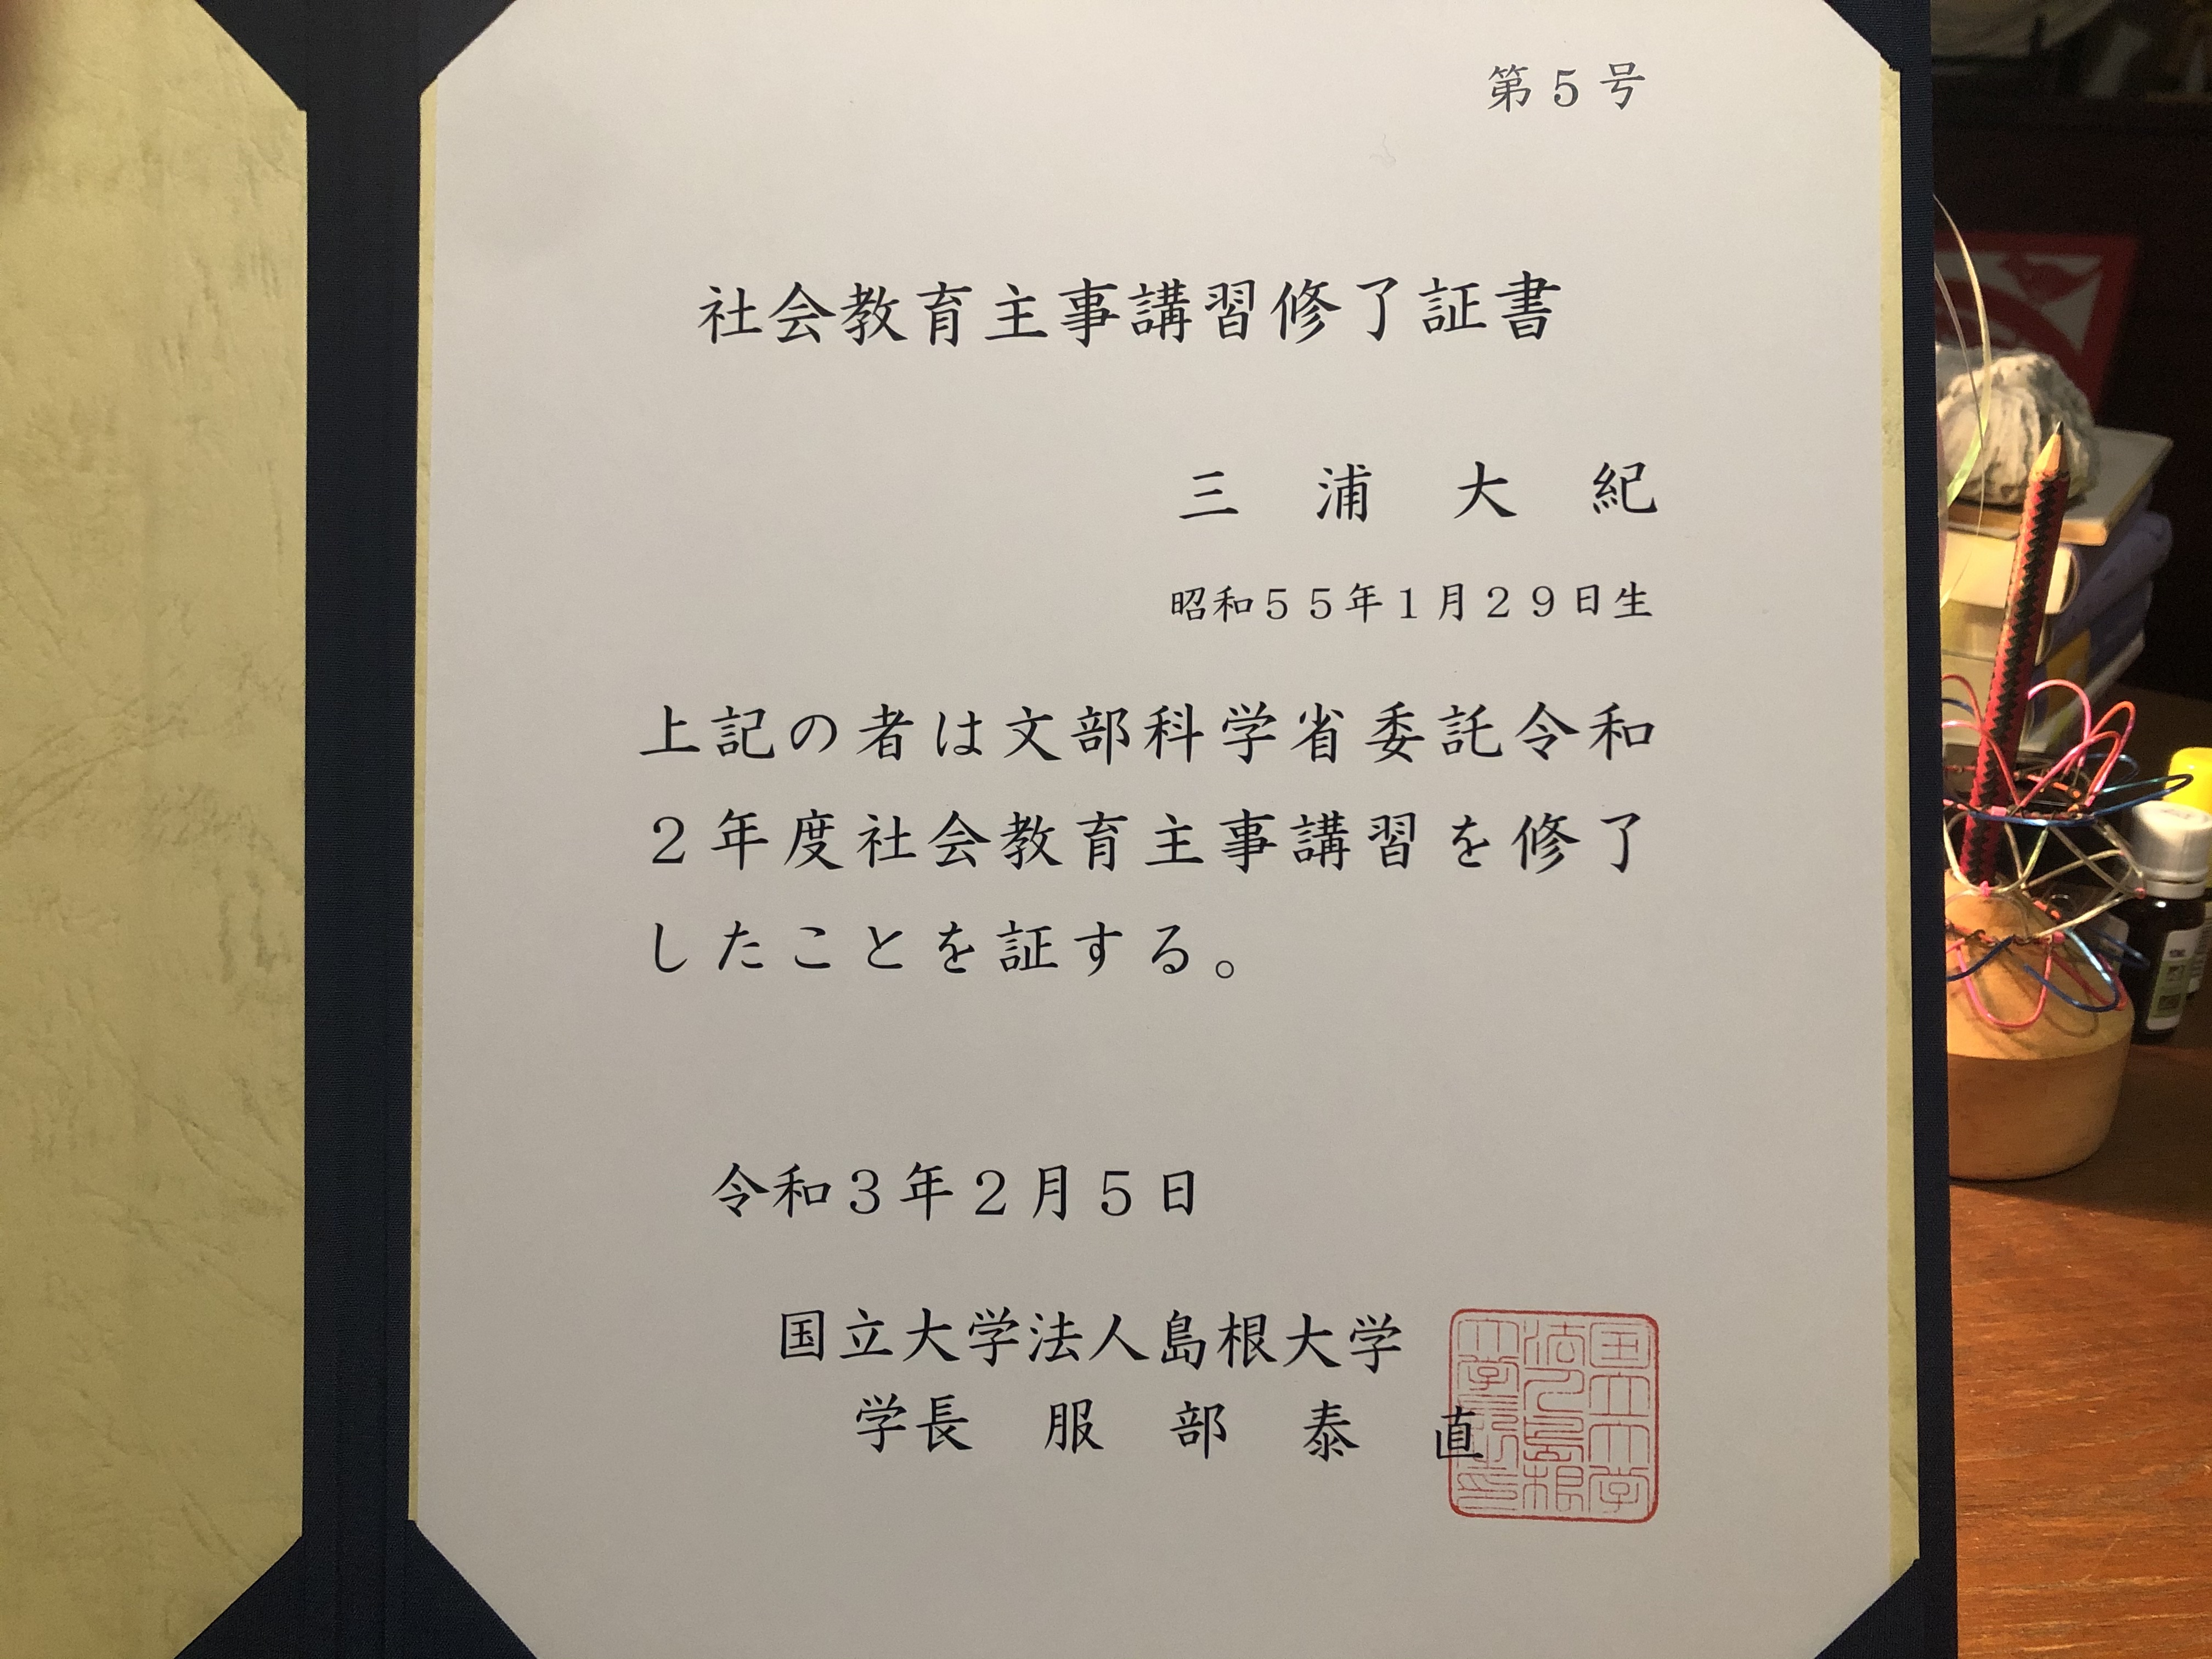 第５号
社会教育主事講習修了証書
三　浦　大　紀
昭和５５年１月２９日生
上記の者は文部科学省委託令和
２年度社会教育主事講習を修了
したことを証する。
令和３年２月５日
国立大学法人島根大学
学長　服　部　泰　直